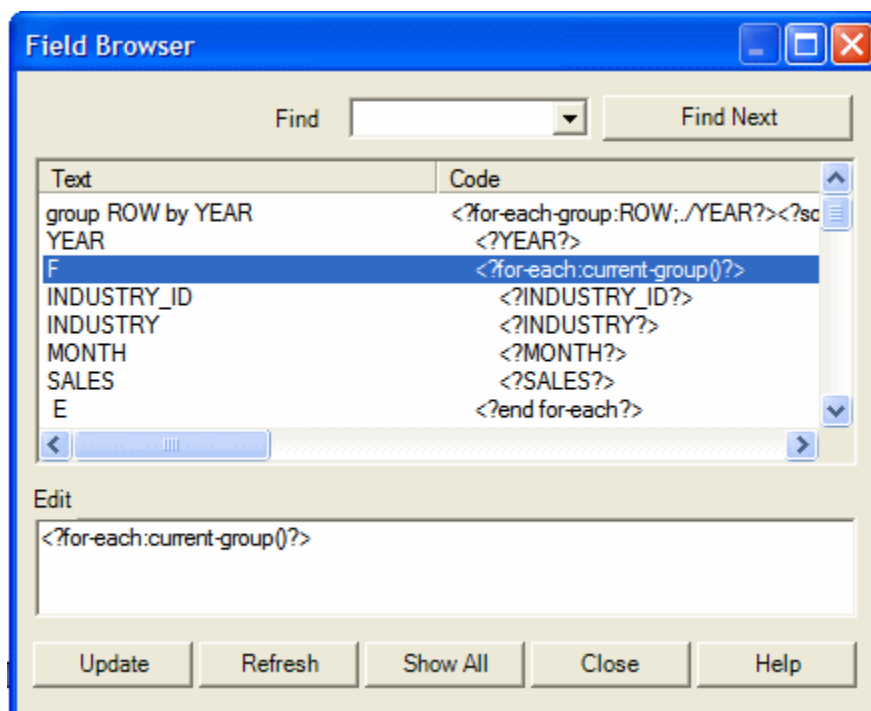 Field Browser
Find Find Next
Text Code
group ROW by YEAR <?for-each-group:ROW;./YEAR?><?so
YEAR <?YEAR?>
F <?for-each:current-group()?>
INDUSTRY_ID <?INDUSTRY_ID?>
INDUSTRY <?INDUSTRY?>
MONTH <?MONTH?>
SALES <?SALES?>
E <?end for-each?>
Edit
<?for-each:current-group()?>
Update Refresh Show All Close Help